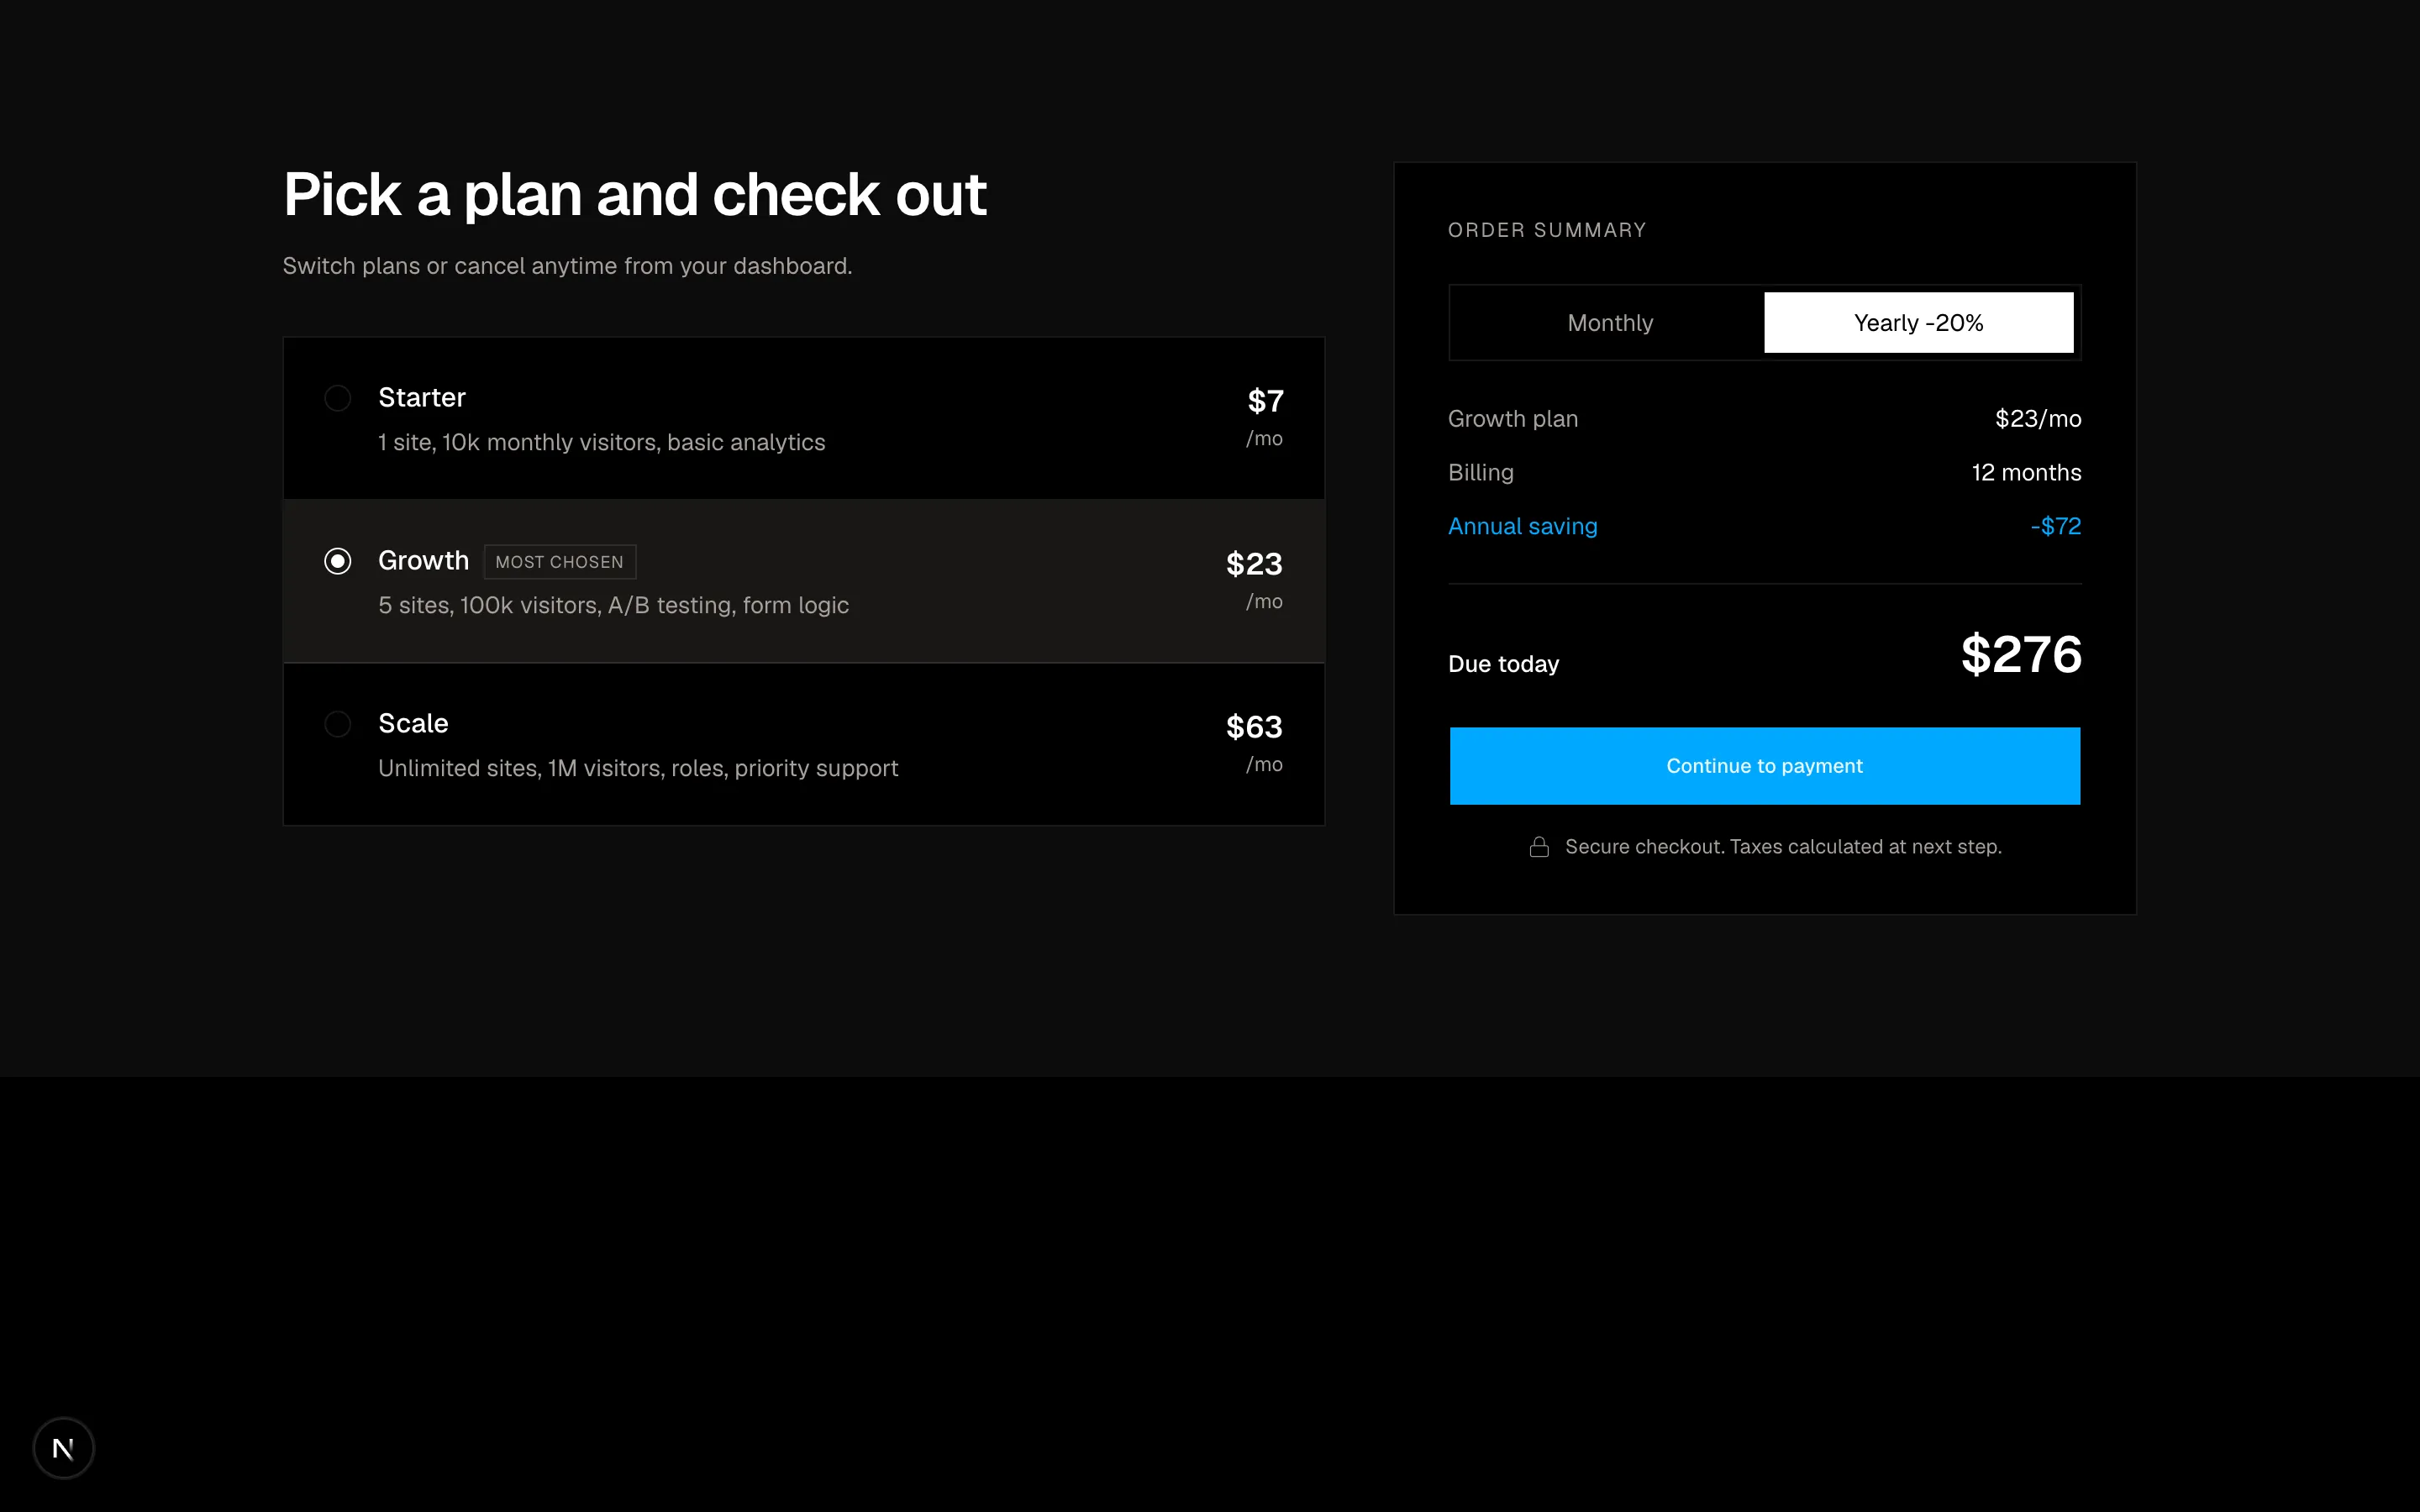 Pick a plan and check out
Switch plans or cancel anytime from your dashboard.
Starter
$7
1 site, 10k monthly visitors, basic analytics
/mo
Growth MOST CHOSEN
$23
5 sites, 100k visitors, A/B testing, form logic
/mo
Scale
$63
Unlimited sites, 1M visitors, roles, priority support
/mo
ORDER SUMMARY
Monthly Yearly -20%
Growth plan $23/mo
Billing 12 months
Annual saving -$72
Due today $276
Continue to payment
Secure checkout. Taxes calculated at next step.
N